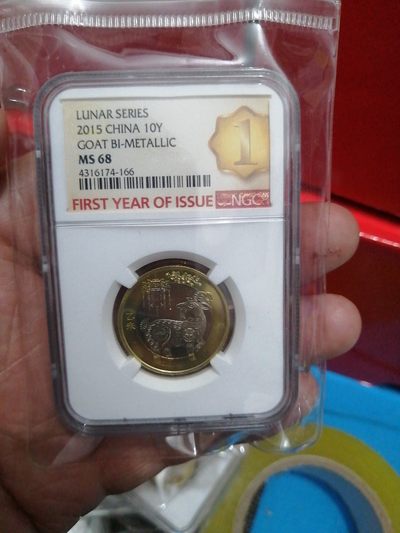 LUNAR SERIES
2015 CHINA 10Y
GOAT BI-METALLIC
MS 68
4316174-166
1
FIRST YEAR OF ISSUE NGC